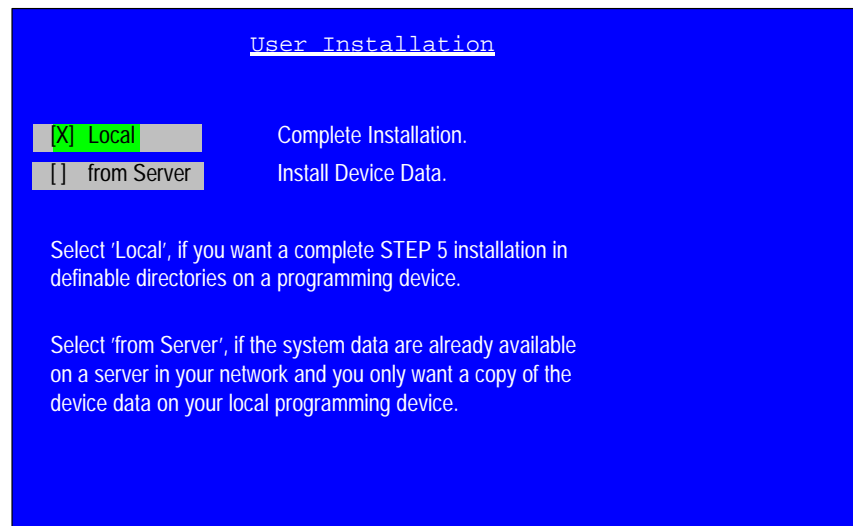 User Installation
[X] Local Complete Installation.
[ ] from Server Install Device Data.
Select 'Local', if you want a complete STEP 5 installation in
definable directories on a programming device.
Select 'from Server', if the system data are already available
on a server in your network and you only want a copy of the
device data on your local programming device.